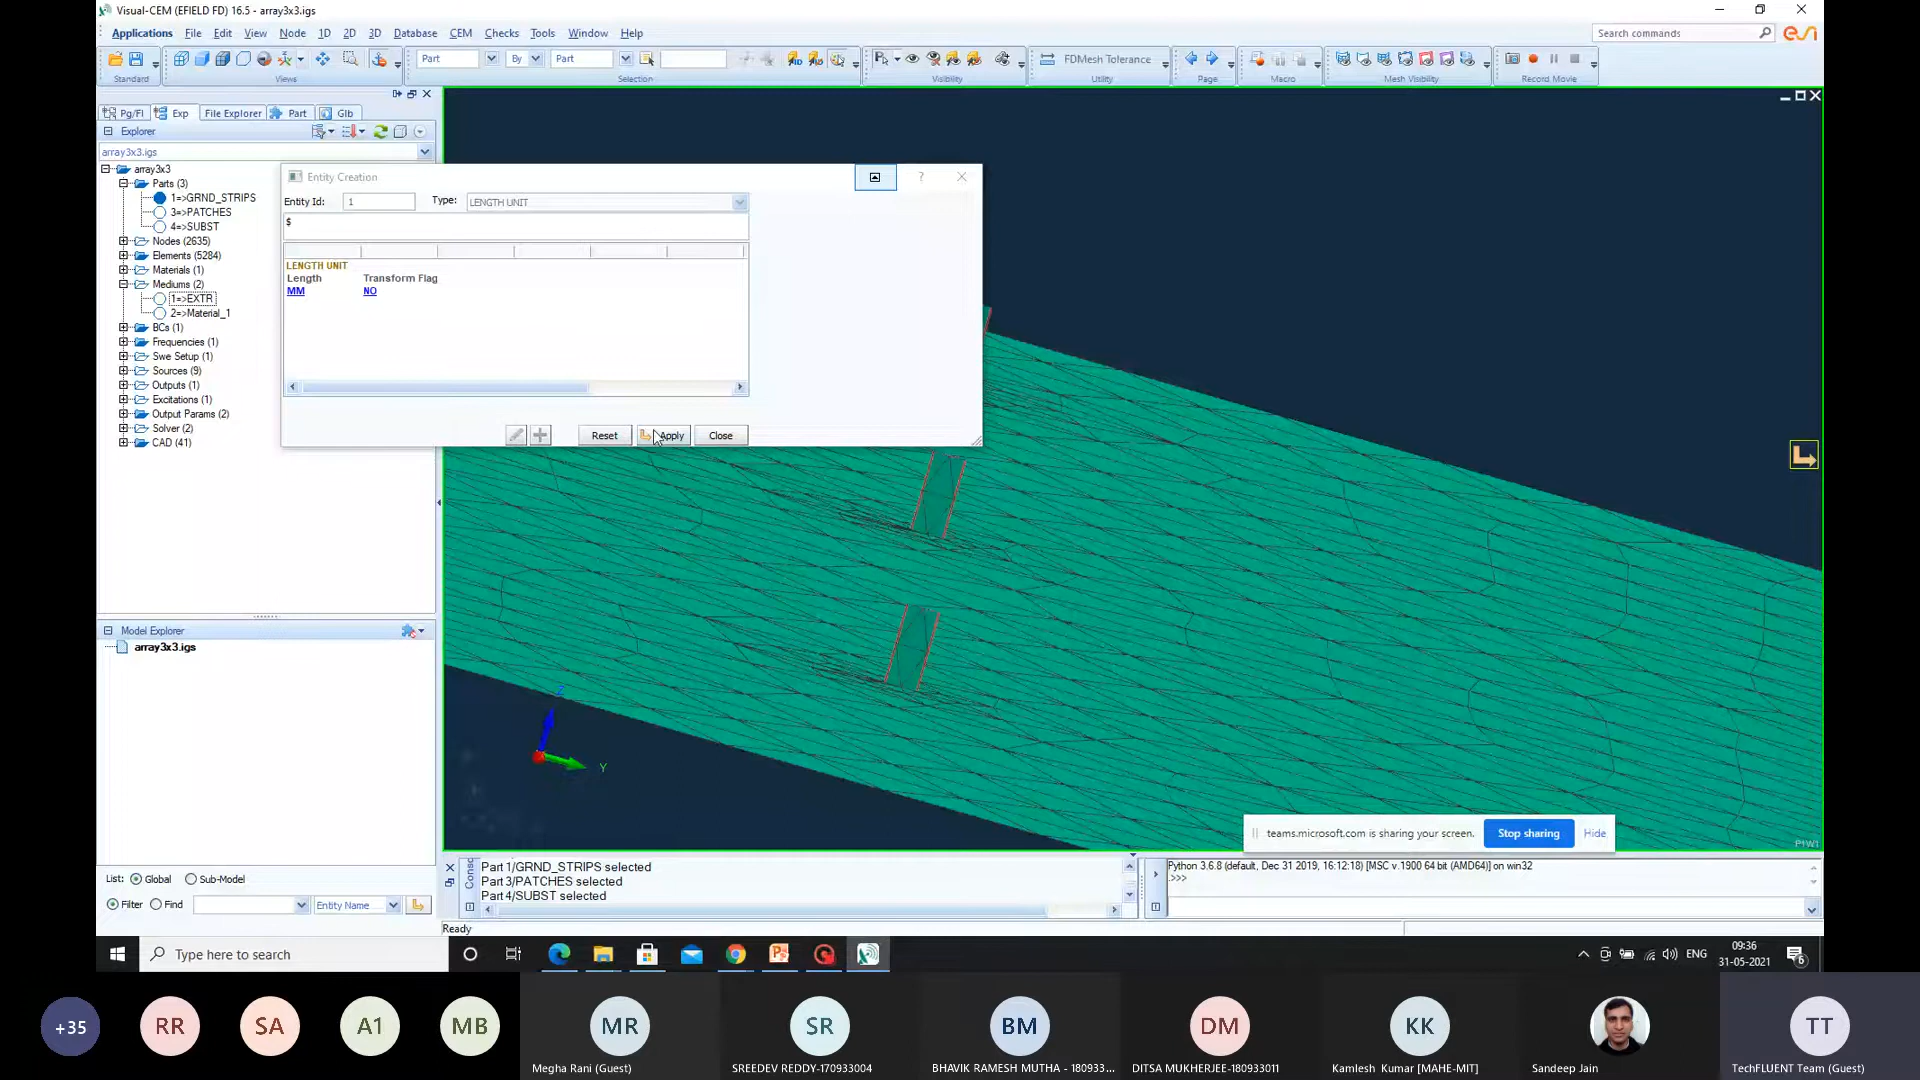 Visual-CEM (EFIELD FD) 16.5 - array3x3.igs
Applications File Edit View Node 1D 2D 3D Database CEM Checks Tools Window Help
Search commands
esi
Part By Part FDMesh Tolerance
Standard Views Selection Visibility Utility Page Macro Mesh Visibility Record Movie
Pg/Fl Exp File Explorer Part Glb
Explorer
array3x3.igs
array3x3
Parts (3)
1=>GRND_STRIPS
3=>PATCHES
4=>SUBST
Nodes (2635)
Elements (5284)
Materials (1)
Mediums (2)
1=>EXTR
2=>Material_1
BCs (1)
Frequencies (1)
Swe Setup (1)
Sources (9)
Outputs (1)
Excitations (1)
Output Params (2)
Solver (2)
CAD (41)
Entity Creation
?
Entity Id: 1 Type: LENGTH UNIT
$
LENGTH UNIT
Length Transform Flag
MM NO
Reset Apply Close
Model Explorer
array3x3.igs
Z
Y
P1W1
teams.microsoft.com is sharing your screen. Stop sharing Hide
List: Global Sub-Model
Filter Find Entity Name
Consc
Part 1/GRND_STRIPS selected
Part 3/PATCHES selected
Part 4/SUBST selected
Python 3.6.8 (default, Dec 31 2019, 16:12:18) [MSC v.1900 64 bit (AMD64)] on win32
>>>
Ready
Type here to search
ENG
09:36
31-05-2021
6
+35 RR SA A1 MB MR SR BM DM KK TT
Megha Rani (Guest)
SREEDEV REDDY-170933004
BHAVIK RAMESH MUTHA - 180933...
DITSA MUKHERJEE-180933011
Kamlesh Kumar [MAHE-MIT]
Sandeep Jain
TechFLUENT Team (Guest)